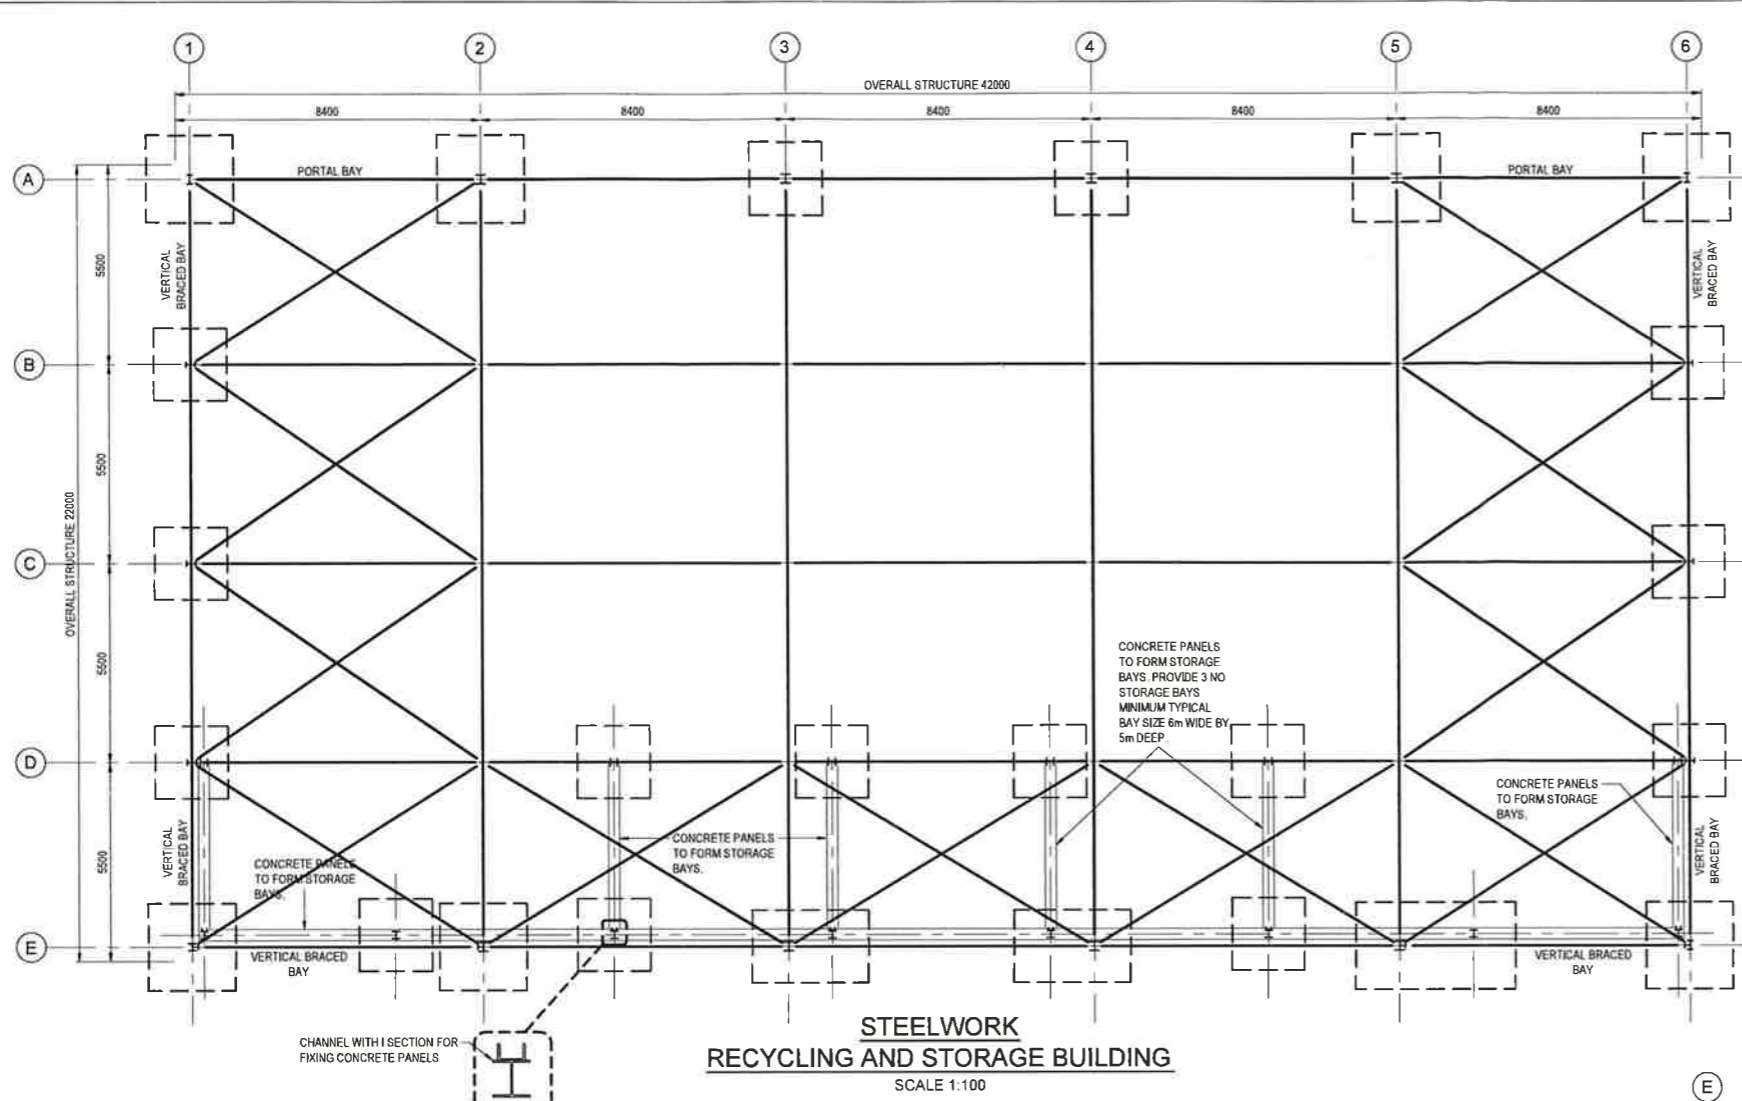 1
2
3
4
5
6
OVERALL STRUCTURE 42000
8400
8400
8400
8400
8400
A
PORTAL BAY
PORTAL BAY
5500
VERTICAL
BRACED BAY
VERTICAL
BRACED BAY
B
OVERALL STRUCTURE 22000
5500
C
5500
CONCRETE PANELS
TO FORM STORAGE
BAYS. PROVIDE 3 NO
STORAGE BAYS
MINIMUM TYPICAL
BAY SIZE 6m WIDE BY
5m DEEP.
D
CONCRETE PANELS
TO FORM STORAGE
BAYS.
5500
VERTICAL
BRACED BAY
CONCRETE PANELS
TO FORM STORAGE
BAYS.
CONCRETE PANELS
TO FORM STORAGE
BAYS.
VERTICAL
BRACED BAY
E
VERTICAL BRACED
BAY
VERTICAL BRACED
BAY
CHANNEL WITH I SECTION FOR
FIXING CONCRETE PANELS
STEELWORK
RECYCLING AND STORAGE BUILDING
SCALE 1:100
E